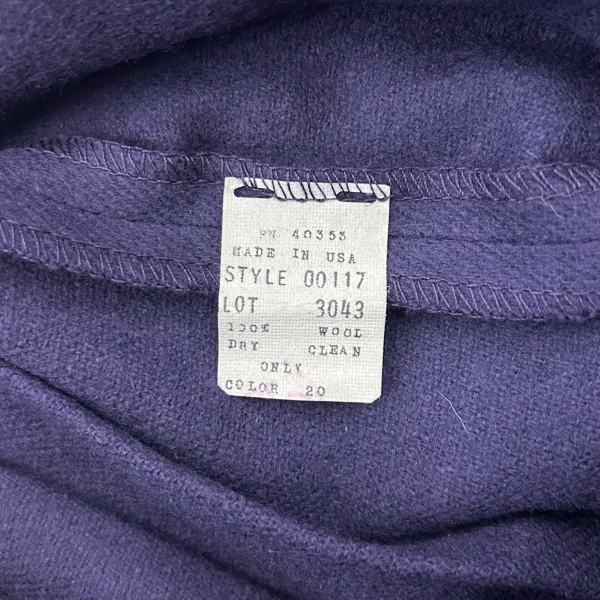 RN 40353
MADE IN USA
STYLE 00117
LOT 3043
100% WOOL
DRY CLEAN
ONLY
COLOR 20